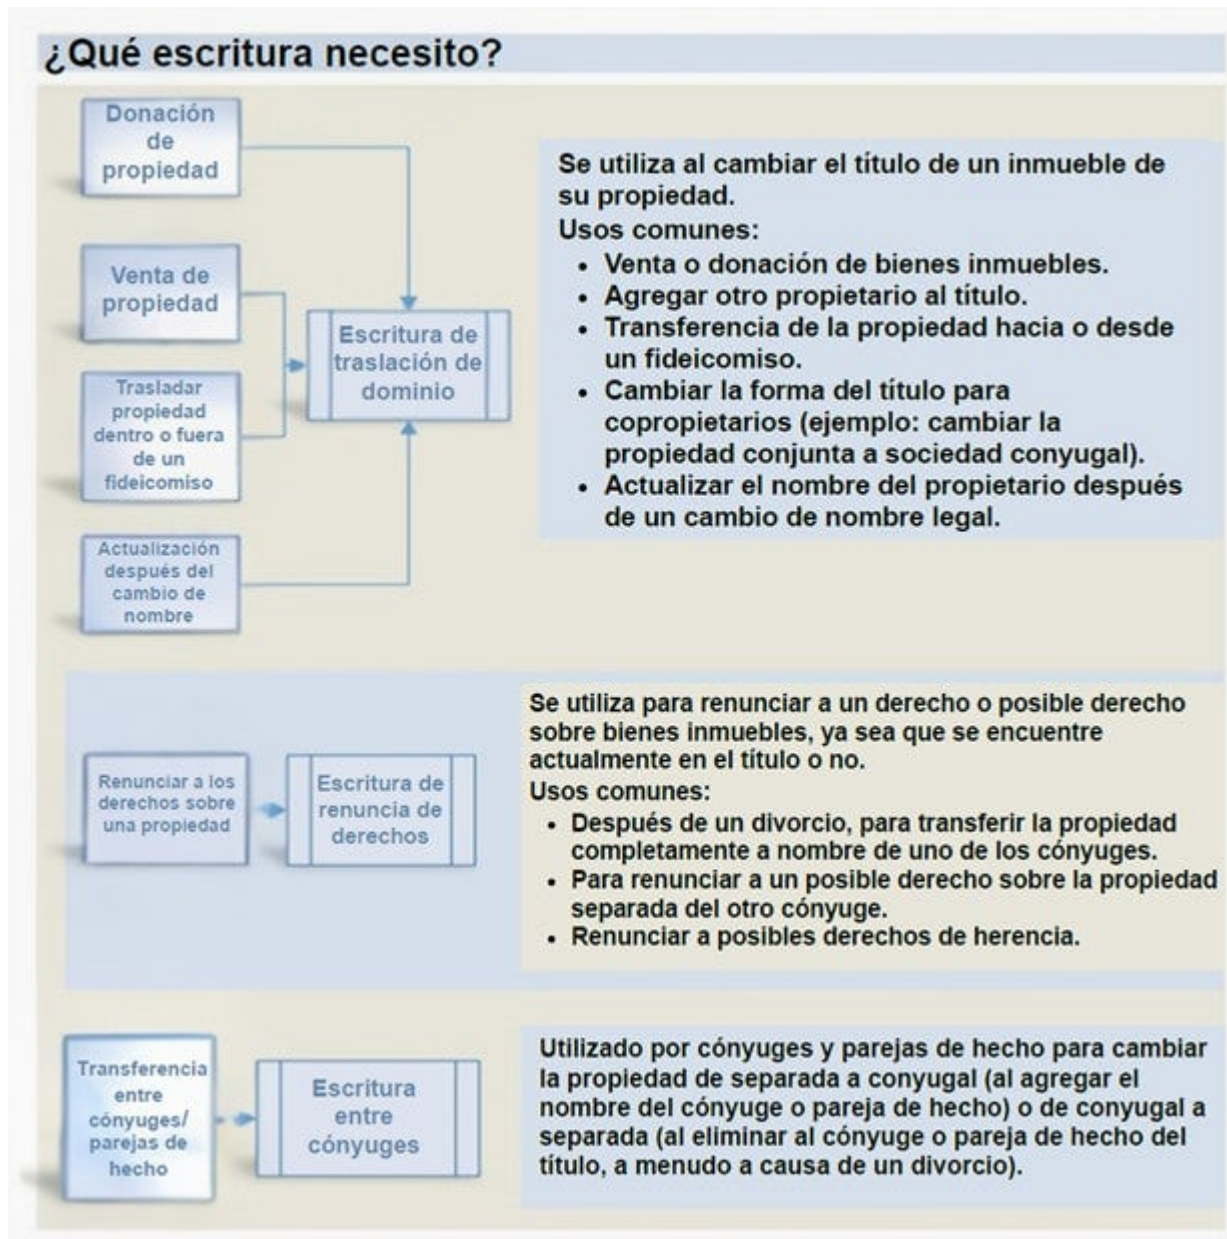 ¿Qué escritura necesito?
Donación
de
propiedad
Venta de
propiedad
Trasladar
propiedad
dentro o fuera
de un
fideicomiso
Actualización
después del
cambio de
nombre
Escritura de
traslación de
dominio
Se utiliza al cambiar el título de un inmueble de
su propiedad.
Usos comunes:
• Venta o donación de bienes inmuebles.
• Agregar otro propietario al título.
• Transferencia de la propiedad hacia o desde
un fideicomiso.
• Cambiar la forma del título para
copropietarios (ejemplo: cambiar la
propiedad conjunta a sociedad conyugal).
• Actualizar el nombre del propietario después
de un cambio de nombre legal.
Renunciar a los
derechos sobre
una propiedad
Escritura de
renuncia de
derechos
Se utiliza para renunciar a un derecho o posible derecho
sobre bienes inmuebles, ya sea que se encuentre
actualmente en el título o no.
Usos comunes:
• Después de un divorcio, para transferir la propiedad
completamente a nombre de uno de los cónyuges.
• Para renunciar a un posible derecho sobre la propiedad
separada del otro cónyuge.
• Renunciar a posibles derechos de herencia.
Transferencia
entre
cónyuges/
parejas de
hecho
Escritura
entre
cónyuges
Utilizado por cónyuges y parejas de hecho para cambiar
la propiedad de separada a conyugal (al agregar el
nombre del cónyuge o pareja de hecho) o de conyugal a
separada (al eliminar al cónyuge o pareja de hecho del
título, a menudo a causa de un divorcio).